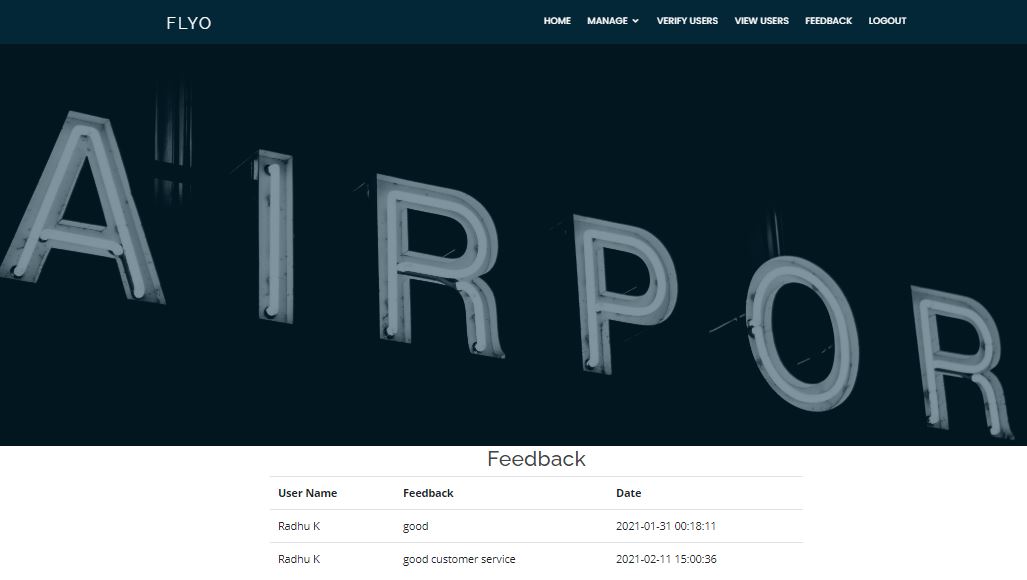 FLYO HOME MANAGE VERIFY USERS VIEW USERS FEEDBACK LOGOUT
AIRPOR
Feedback
User Name Feedback Date
Radhu K good 2021-01-31 00:18:11
Radhu K good customer service 2021-02-11 15:00:36